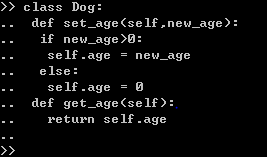 >> class Dog:
..  def set_age(self,new_age):
..   if new_age>0:
..    self.age = new_age
..   else:
..    self.age = 0
..  def get_age(self):
..    return self.age
..
>>